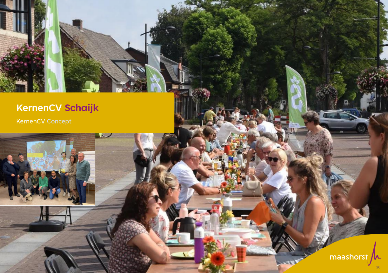 KernenCV Schaijk
KernenCV Concept
maashorst